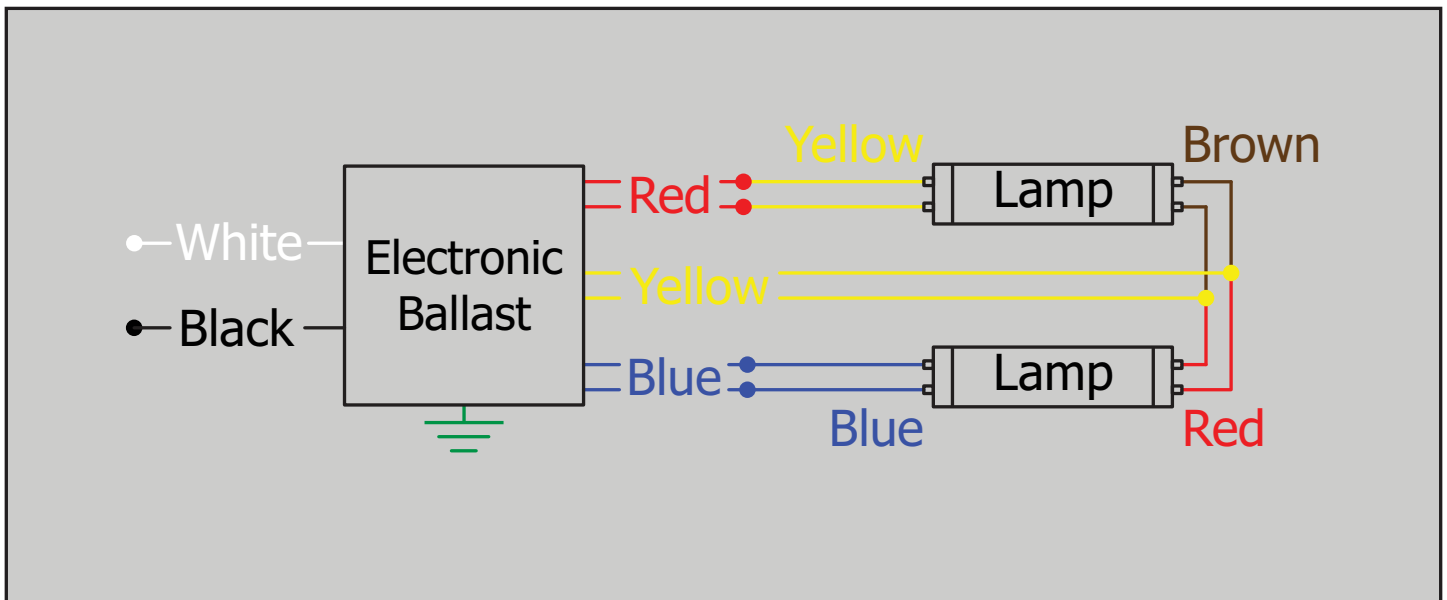 Yellow
Brown
Red
Lamp
White
Electronic
Ballast
Yellow
Black
Blue
Lamp
Blue
Red